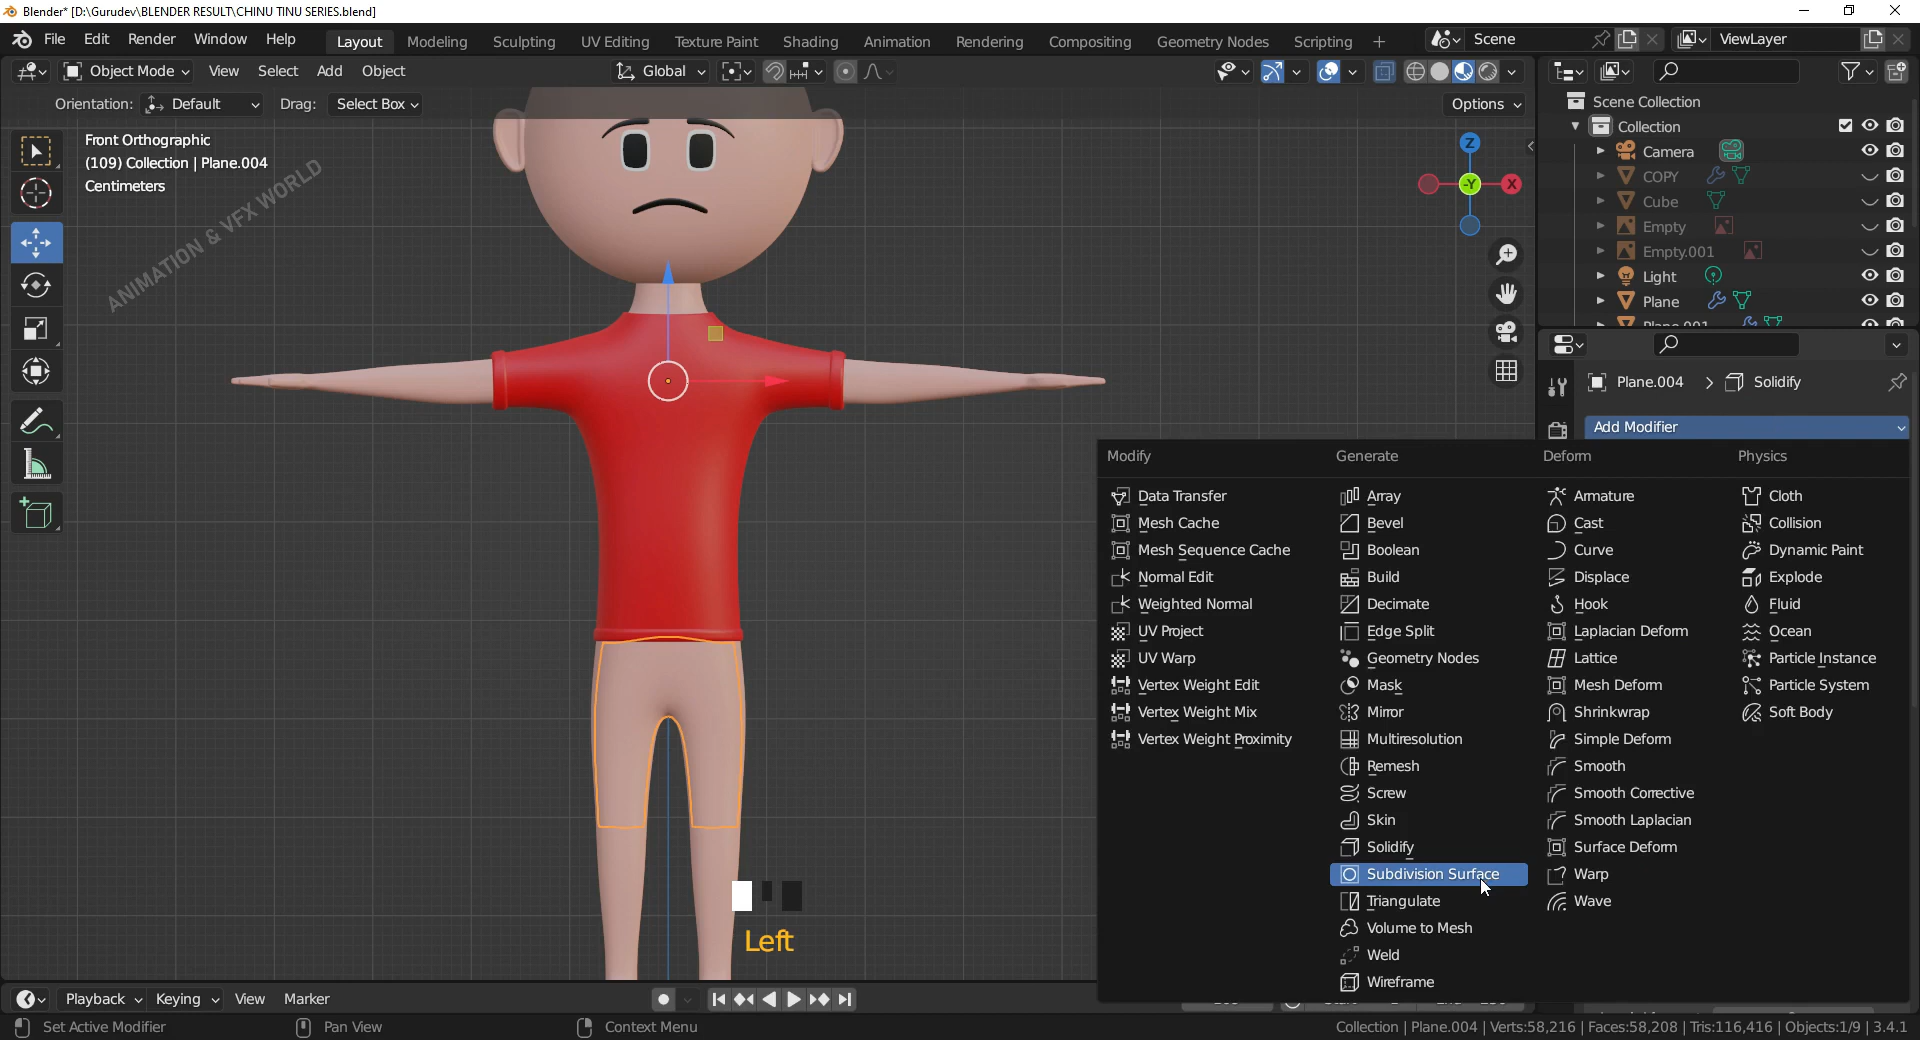 Blender* [D:\Gurudev\BLENDER RESULT\CHINU TINU SERIES.blend]
File Edit Render Window Help Layout Modeling Sculpting UV Editing Texture Paint Shading Animation Rendering Compositing Geometry Nodes Scripting + Scene ViewLayer
Object Mode View Select Add Object Global
Orientation: Default Drag: Select Box Options
Front Orthographic
(109) Collection | Plane.004
Centimeters
ANIMATION & VFX WORLD
Z
-Y
X
Scene Collection
Collection
Camera
COPY
Cube
Empty
Empty.001
Light
Plane
Plane.001
Plane.004 > Solidify
Add Modifier
Modify Generate Deform Physics
Data Transfer Array Armature Cloth
Mesh Cache Bevel Cast Collision
Mesh Sequence Cache Boolean Curve Dynamic Paint
Normal Edit Build Displace Explode
Weighted Normal Decimate Hook Fluid
UV Project Edge Split Laplacian Deform Ocean
UV Warp Geometry Nodes Lattice Particle Instance
Vertex Weight Edit Mask Mesh Deform Particle System
Vertex Weight Mix Mirror Shrinkwrap Soft Body
Vertex Weight Proximity Multiresolution Simple Deform
Remesh Smooth
Screw Smooth Corrective
Skin Smooth Laplacian
Solidify Surface Deform
Subdivision Surface Warp
Triangulate Wave
Volume to Mesh
Weld
Wireframe
Left
Playback Keying View Marker
Set Active Modifier Pan View Context Menu Collection | Plane.004 | Verts:58,216 | Faces:58,208 | Tris:116,416 | Objects:1/9 | 3.4.1